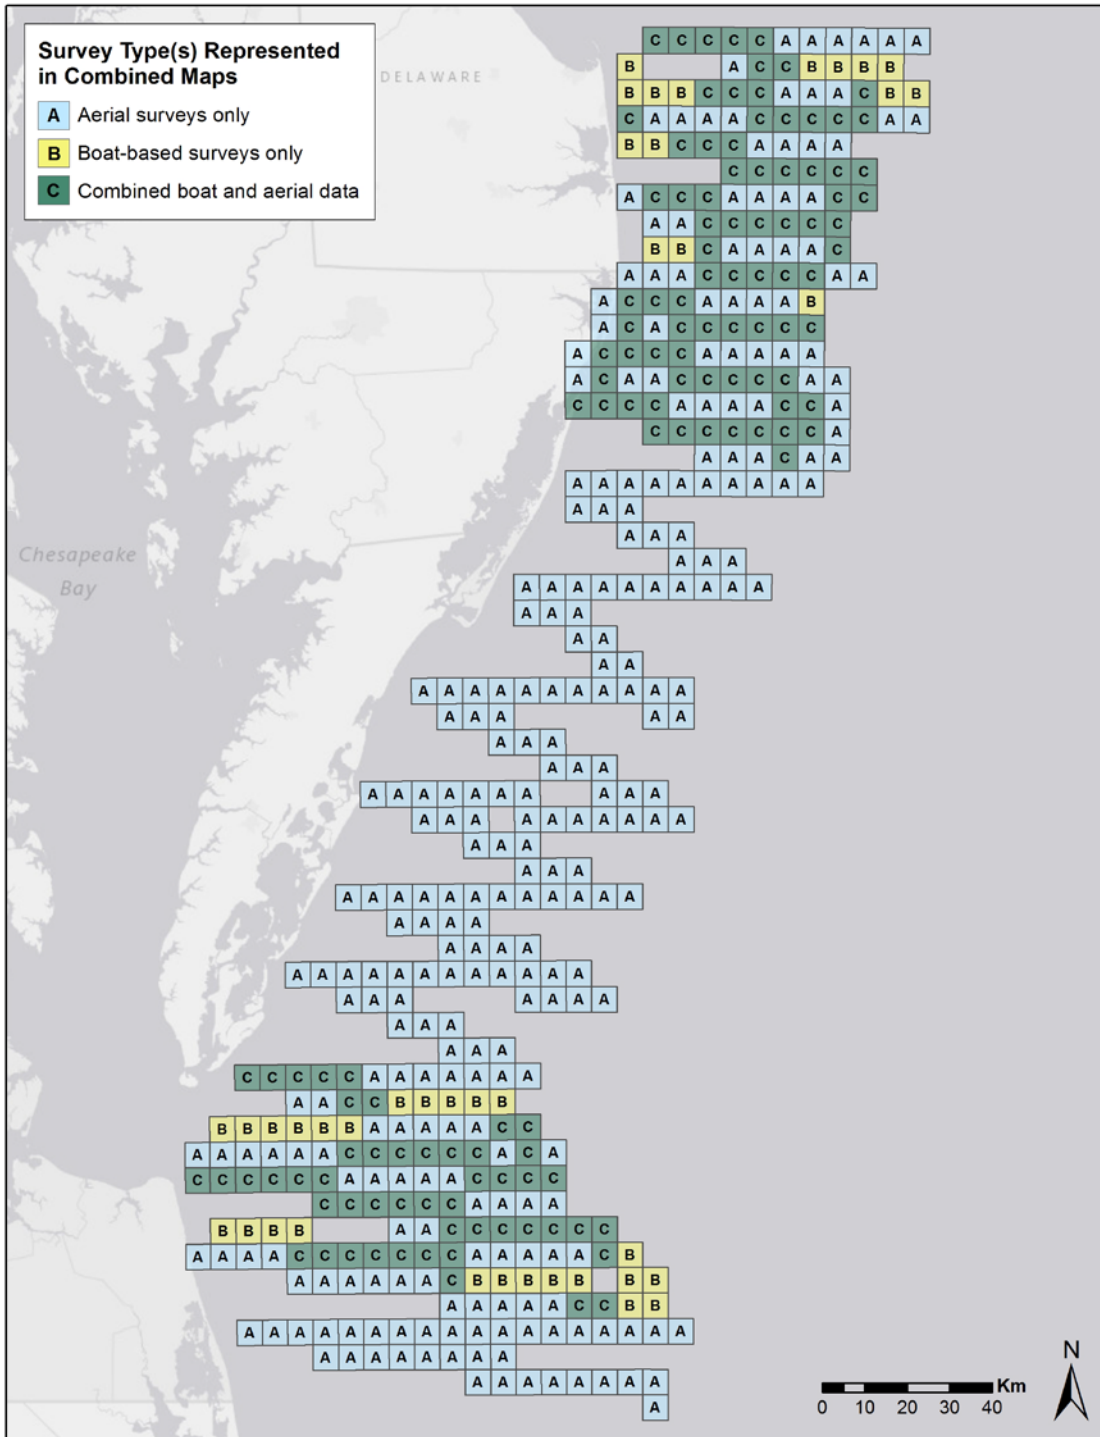 Survey Type(s) Represented
in Combined Maps
A Aerial surveys only
B Boat-based surveys only
C Combined boat and aerial data
DELAWARE
Chesapeake
Bay
C C C C C A A A A A A
B A C C B B B B
B B B C C C A A A C B B
C A A A A C C C C C A A
B B C C C A A A A
C C C C C C
A C C C A A A A C C
A A C C C C C C
B B C A A A A C
A A A C C C C C A A
A C C C A A A A B
A C A C C C C C C
A C C C C A A A A A
A C A A C C C C C A A
C C C C A A A A C C A
C C C C C C C A
A A A C A A
A A A A A A A A A A
A A A
A A A
A A A
A A A A A A A A A A
A A A
A A
A A
A A A A A A A A A A A
A A A A A
A A A
A A A
A A A A A A A A A A
A A A A A A A A A A
A A A
A A A
A A A A A A A A A A A A
A A A A
A A A A
A A A A A A A A A A A A
A A A A A A A
A A A
A A A
C C C C C A A A A A A A
A A C C B B B B B
B B B B B B A A A A A C C
A A A A A A C C C C C C A C A
C C C C C C A A A A A C C C C
C C C C C C A A A A
B B B B A A C C C C C C C
A A A A C C C C C C C A A A A A C B
A A A A A A C B B B B B B B
A A A A A C C B B
A A A A A A A A A A A A A A A A A A
A A A A A A A A
A A A A A A A A
A
N
Km
0 10 20 30 40